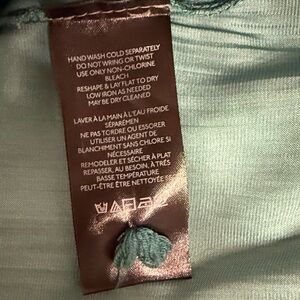 HAND WASH COLD SEPARATELY
DO NOT WRING OR TWIST
USE ONLY NON-CHLORINE
BLEACH
RESHAPE & LAY FLAT TO DRY
LOW IRON AS NEEDED
MAY BE DRY CLEANED
LAVER À LA MAIN À L'EAU FROIDE
SÉPARÉMEN
NE PAS TORDRE OU ESSORER
UTILISER UN AGENT DE
BLANCHIMENT SANS CHLORE SI
NÉCESSAIRE
REMODELER ET SÉCHER À PLAT
REPASSER, AU BESOIN, À TRÈS
BASSE TEMPÉRATURE
PEUT-ÊTRE ÊTRE NETTOYÉE